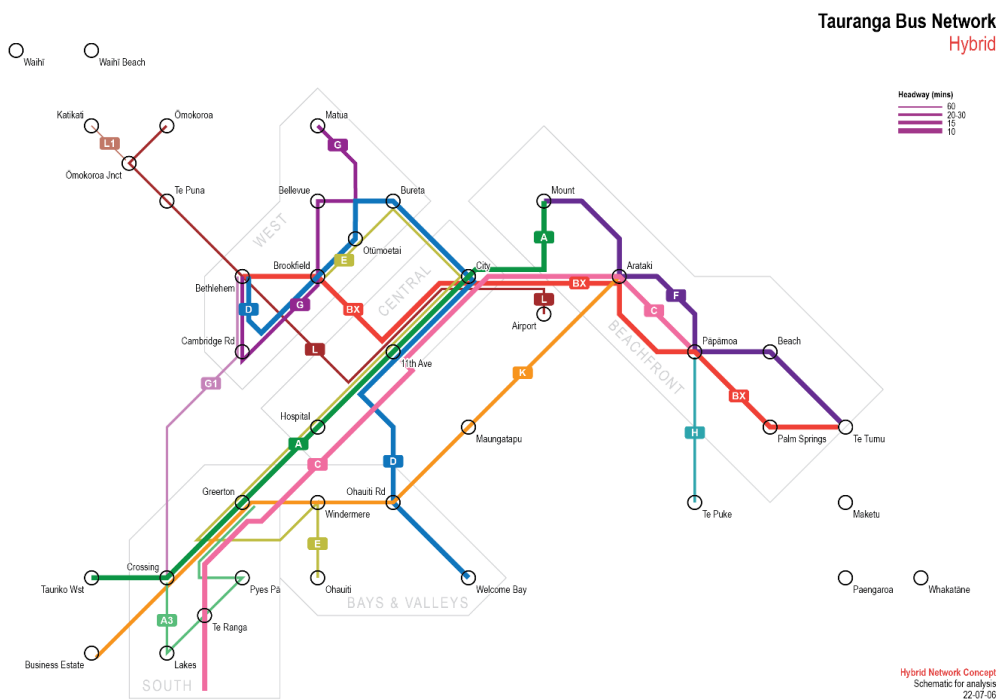 Tauranga Bus Network
Hybrid
Waihī
Waihī Beach
Headway (mins)
60
20-30
15
10
Katikati
Ōmokoroa
Matua
L1
G
Ōmokoroa Jnct
Te Puna
Bellevue
Bureta
Mount
WEST
A
Otūmoetai
E
Brookfield
City
Arataki
CENTRAL
Bethlehem
G
BX
F
L
D
BX
C
Airport
BEACHFRONT
Cambridge Rd
L
11th Ave
Pāpāmoa
Beach
G1
K
BX
Hospital
A
Maungatapu
H
Palm Springs
Te Tumu
C
D
Greerton
Ohauiti Rd
Windermere
Te Puke
Maketu
E
Crossing
Tauriko Wst
Pyes Pā
Ohauiti
Welcome Bay
Paengaroa
Whakatāne
BAYS & VALLEYS
A3
Te Ranga
Business Estate
Lakes
SOUTH
Hybrid Network Concept
Schematic for analysis
22-07-06